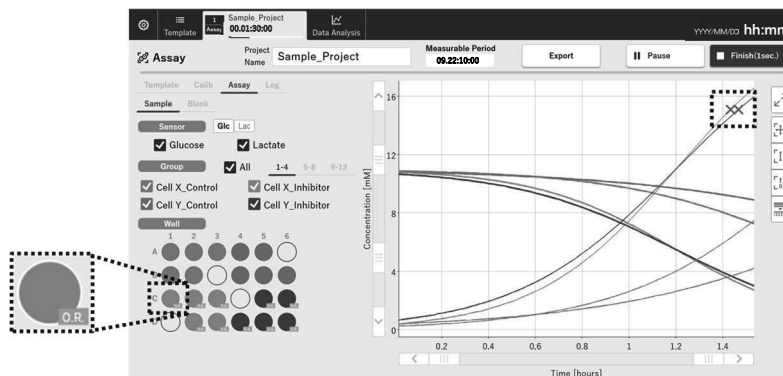 Template
1
Assay
Sample_Project
00.01:30:00
Data Analysis
YYYY/MM/DD hh:mm
Assay
Project Name
Sample_Project
Measurable Period
09.22:10:00
Export
Pause
Finish(1sec.)
Template Calib Assay Log
Sample Blank
Sensor Glc Lac
Glucose Lactate
Group All 1-4 5-8 9-12
Cell X_Control Cell X_Inhibitor
Cell Y_Control Cell Y_Inhibitor
Well
1 2 3 4 5 6
A
C
O.R.
Concentration [mM]
16
12
8
4
0
0.2 0.4 0.6 0.8 1 1.2 1.4
Time [hours]